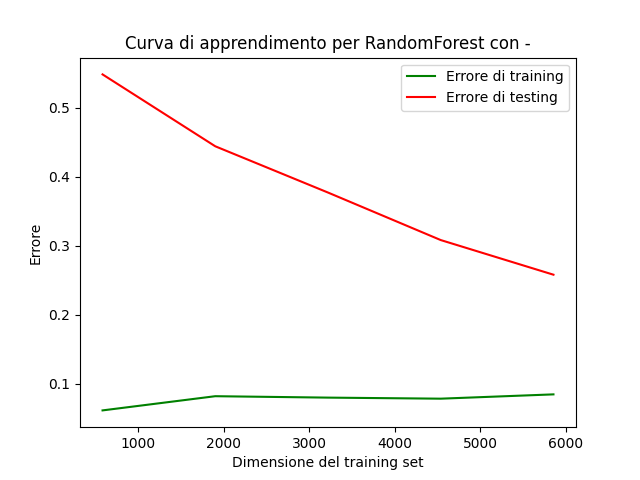 Curva di apprendimento per RandomForest con -
Errore di training
Errore di testing
0.5
0.4
0.3
0.2
0.1
Errore
1000 2000 3000 4000 5000 6000
Dimensione del training set